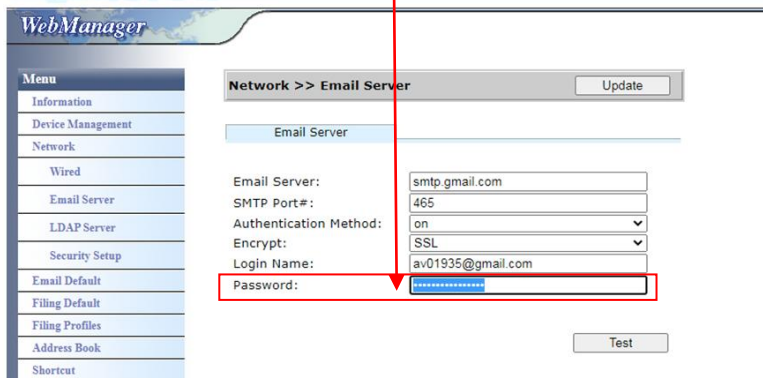 WebManager
Menu
Information
Device Management
Network
Wired
Email Server
LDAP Server
Security Setup
Email Default
Filing Default
Filing Profiles
Address Book
Shortcut
Network >> Email Server
Update
Email Server
Email Server: smtp.gmail.com
SMTP Port#: 465
Authentication Method: on
Encrypt: SSL
Login Name: av01935@gmail.com
Password: ••••••••••••••••
Test